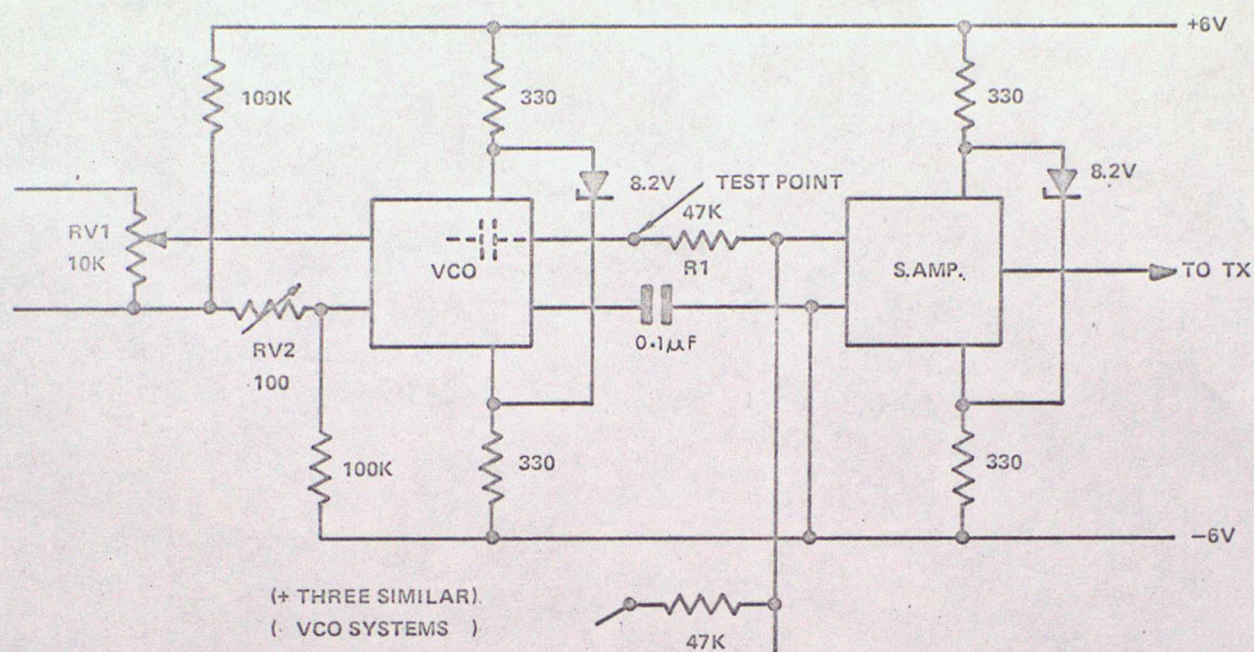 +6V
100K
330
330
8.2V
TEST POINT
8.2V
RV1
10K
47K
R1
VCO
S.AMP.
TO TX
RV2
100
0.1µF
100K
330
330
-6V
(+ THREE SIMILAR)
( VCO SYSTEMS )
47K